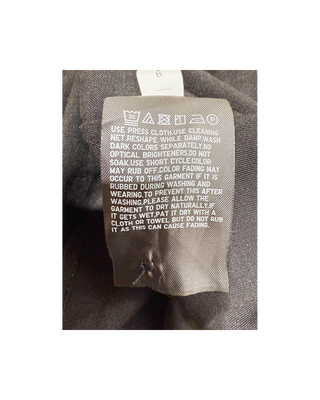 6
30
USE PRESS CLOTH.USE CLEANING
NET.RESHAPE WHILE DAMP.WASH
DARK COLORS SEPARATELY.NO
OPTICAL BRIGHTENERS.DO NOT
SOAK.USE SHORT CYCLE.COLOR
MAY RUB OFF.COLOR FADING MAY
OCCUR TO THIS GARMENT IF IT IS
RUBBED DURING WASHING AND
WEARING.TO PREVENT THIS AFTER
WASHING,PLEASE ALLOW THE
GARMENT TO DRY NATURALLY.IF
IT GETS WET,PAT IT DRY WITH A
CLOTH OR TOWEL BUT DO NOT RUB
IT AS THIS CAN CAUSE FADING.